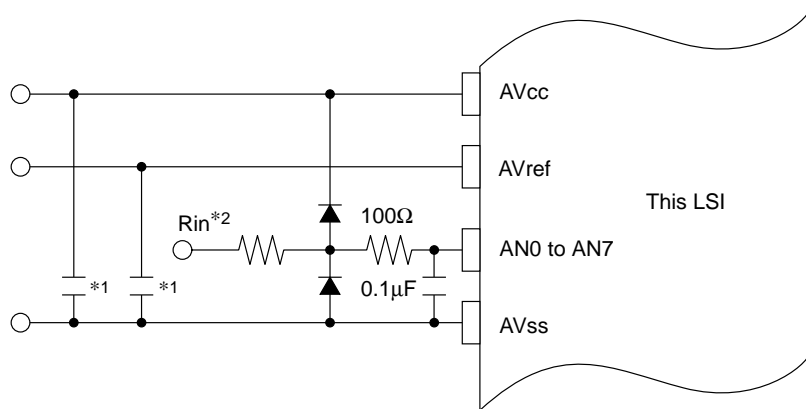 AVcc
AVref
This LSI
Rin*2
100Ω
AN0 to AN7
*1
*1
0.1μF
AVss